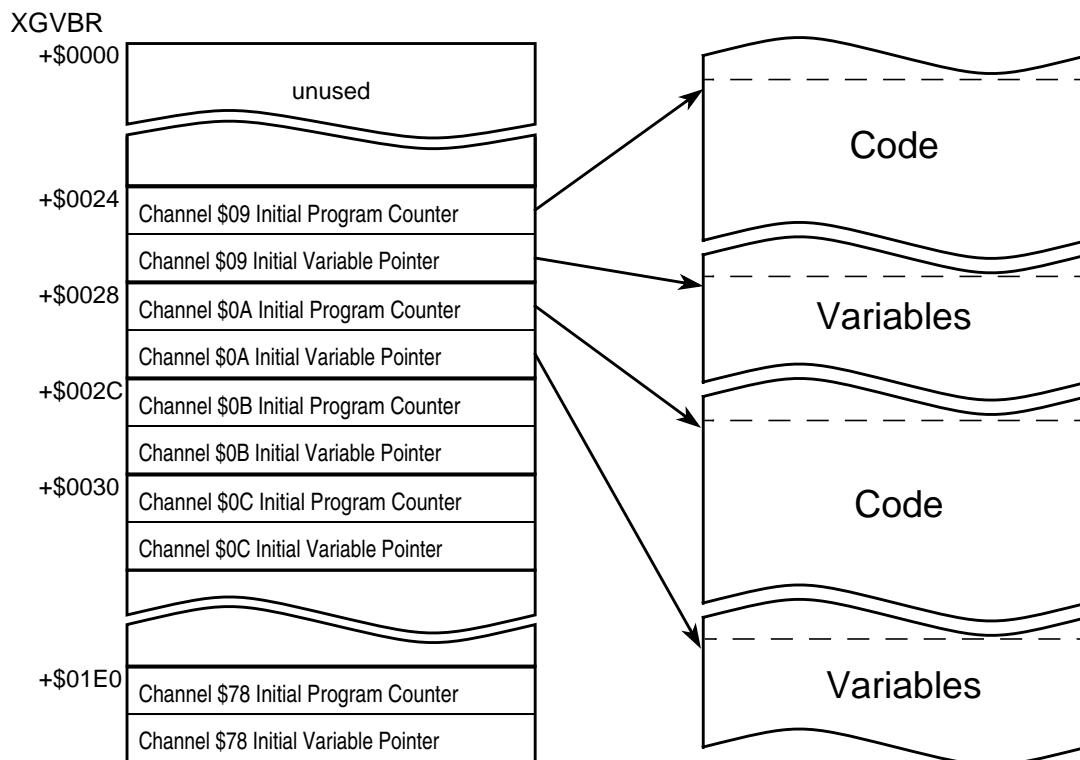 XGVBR
+$0000
unused
+$0024
Channel $09 Initial Program Counter
Channel $09 Initial Variable Pointer
+$0028
Channel $0A Initial Program Counter
Channel $0A Initial Variable Pointer
+$002C
Channel $0B Initial Program Counter
Channel $0B Initial Variable Pointer
+$0030
Channel $0C Initial Program Counter
Channel $0C Initial Variable Pointer
+$01E0
Channel $78 Initial Program Counter
Channel $78 Initial Variable Pointer
Code
Variables
Code
Variables